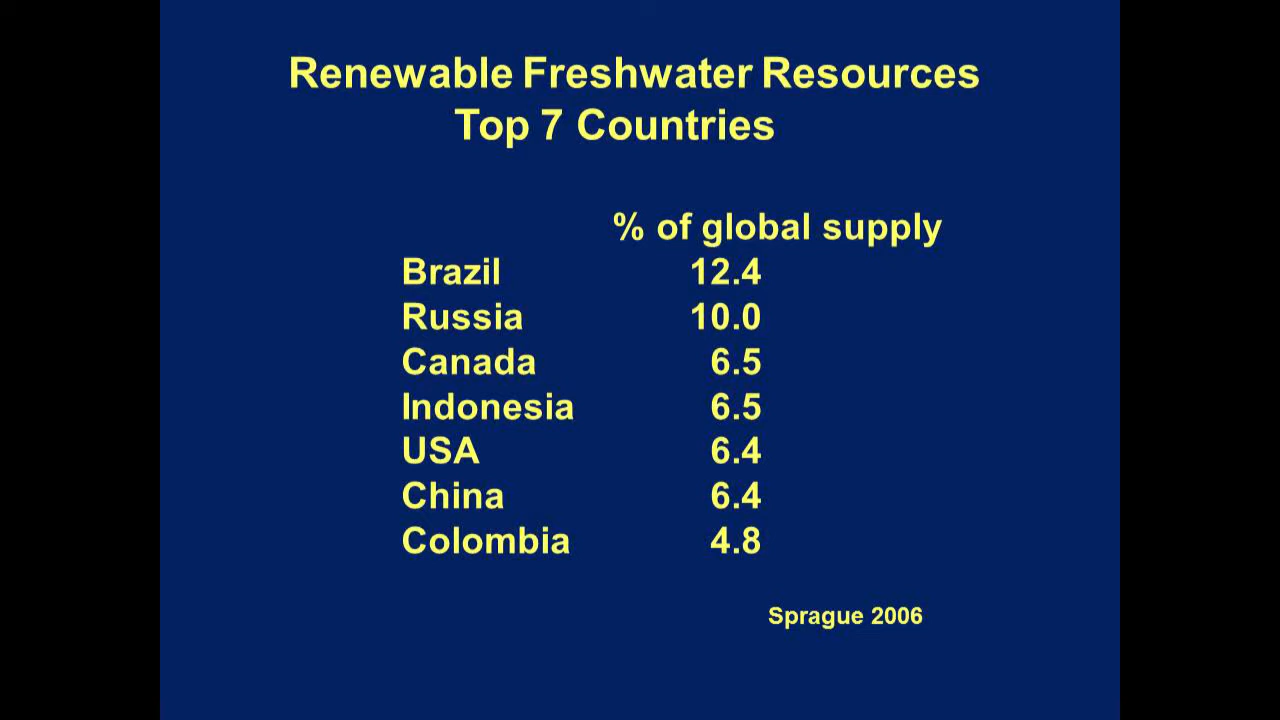 Renewable Freshwater Resources
Top 7 Countries
% of global supply
Brazil 12.4
Russia 10.0
Canada 6.5
Indonesia 6.5
USA 6.4
China 6.4
Colombia 4.8
Sprague 2006